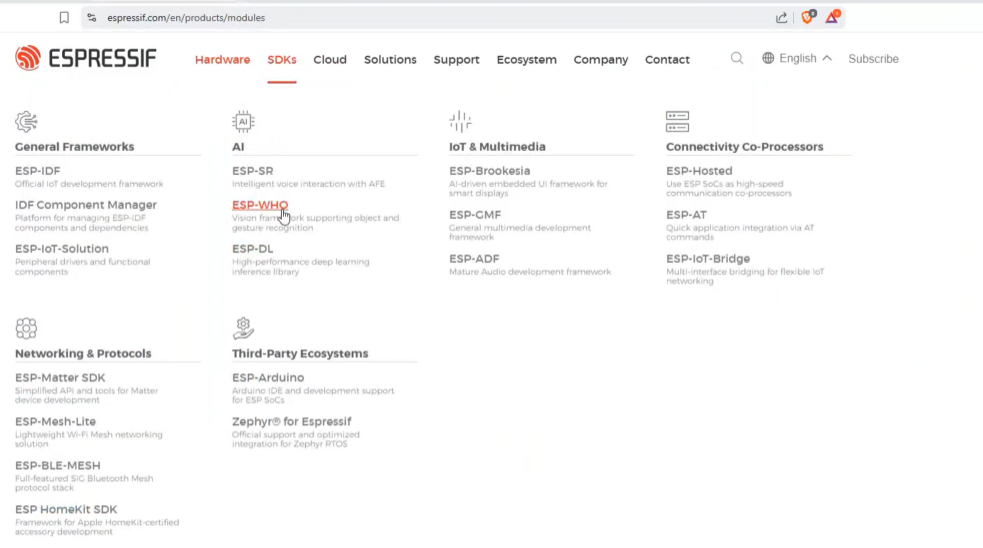 espressif.com/en/products/modules
8
1
ESPRESSIF
Hardware SDKs Cloud Solutions Support Ecosystem Company Contact English Subscribe
AI
General Frameworks
ESP-IDF
Official IoT development framework
IDF Component Manager
Platform for managing ESP-IDF
components and dependencies
ESP-IoT-Solution
Peripheral drivers and functional
components
AI
ESP-SR
Intelligent voice interaction with AFE
ESP-WHO
Vision framework supporting object and
gesture recognition
ESP-DL
High-performance deep learning
inference library
IoT & Multimedia
ESP-Brookesia
AI-driven embedded UI framework for
smart displays
ESP-GMF
General multimedia development
framework
ESP-ADF
Mature Audio development framework
Connectivity Co-Processors
ESP-Hosted
Use ESP SoCs as high-speed
communication co-processors
ESP-AT
Quick application integration via AT
commands
ESP-IoT-Bridge
Multi-interface bridging for flexible IoT
networking
Networking & Protocols
ESP-Matter SDK
Simplified API and tools for Matter
device development
ESP-Mesh-Lite
Lightweight Wi-Fi Mesh networking
solution
ESP-BLE-MESH
Full-featured SIG Bluetooth Mesh
protocol stack
ESP HomeKit SDK
Framework for Apple HomeKit-certified
accessory development
Third-Party Ecosystems
ESP-Arduino
Arduino IDE and development support
for ESP SoCs
Zephyr® for Espressif
Official support and optimized
integration for Zephyr RTOS